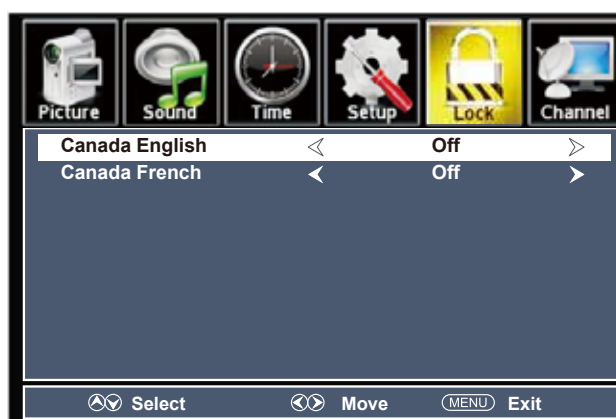 Picture Sound Time Setup Lock Channel
Canada English Off
Canada French Off
Select Move MENU Exit